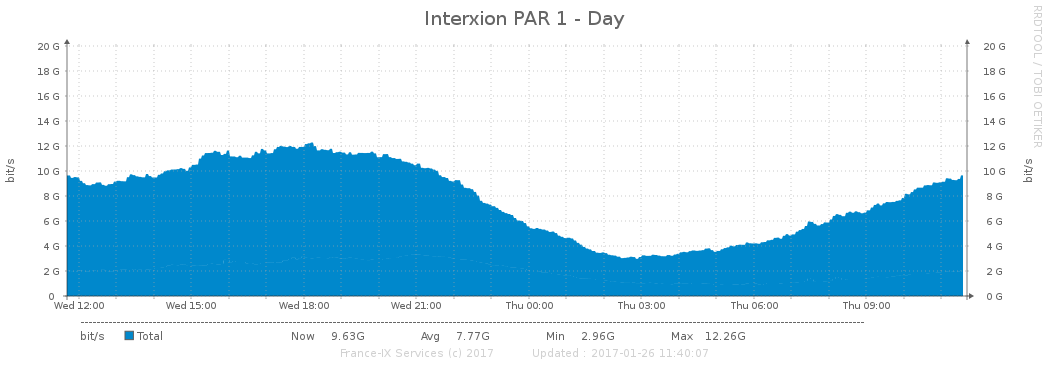 Interxion PAR 1 - Day
RRDTOOL / TOBI OETIKER
bit/s
20 G 20 G
18 G 18 G
16 G 16 G
14 G 14 G
12 G 12 G
10 G 10 G
8 G 8 G
6 G 6 G
4 G 4 G
2 G 2 G
0 0 G
bit/s
Wed 12:00 Wed 15:00 Wed 18:00 Wed 21:00 Thu 00:00 Thu 03:00 Thu 06:00 Thu 09:00
bit/s Total Now 9.63G Avg 7.77G Min 2.96G Max 12.26G
France-IX Services (c) 2017 Updated : 2017-01-26 11:40:07